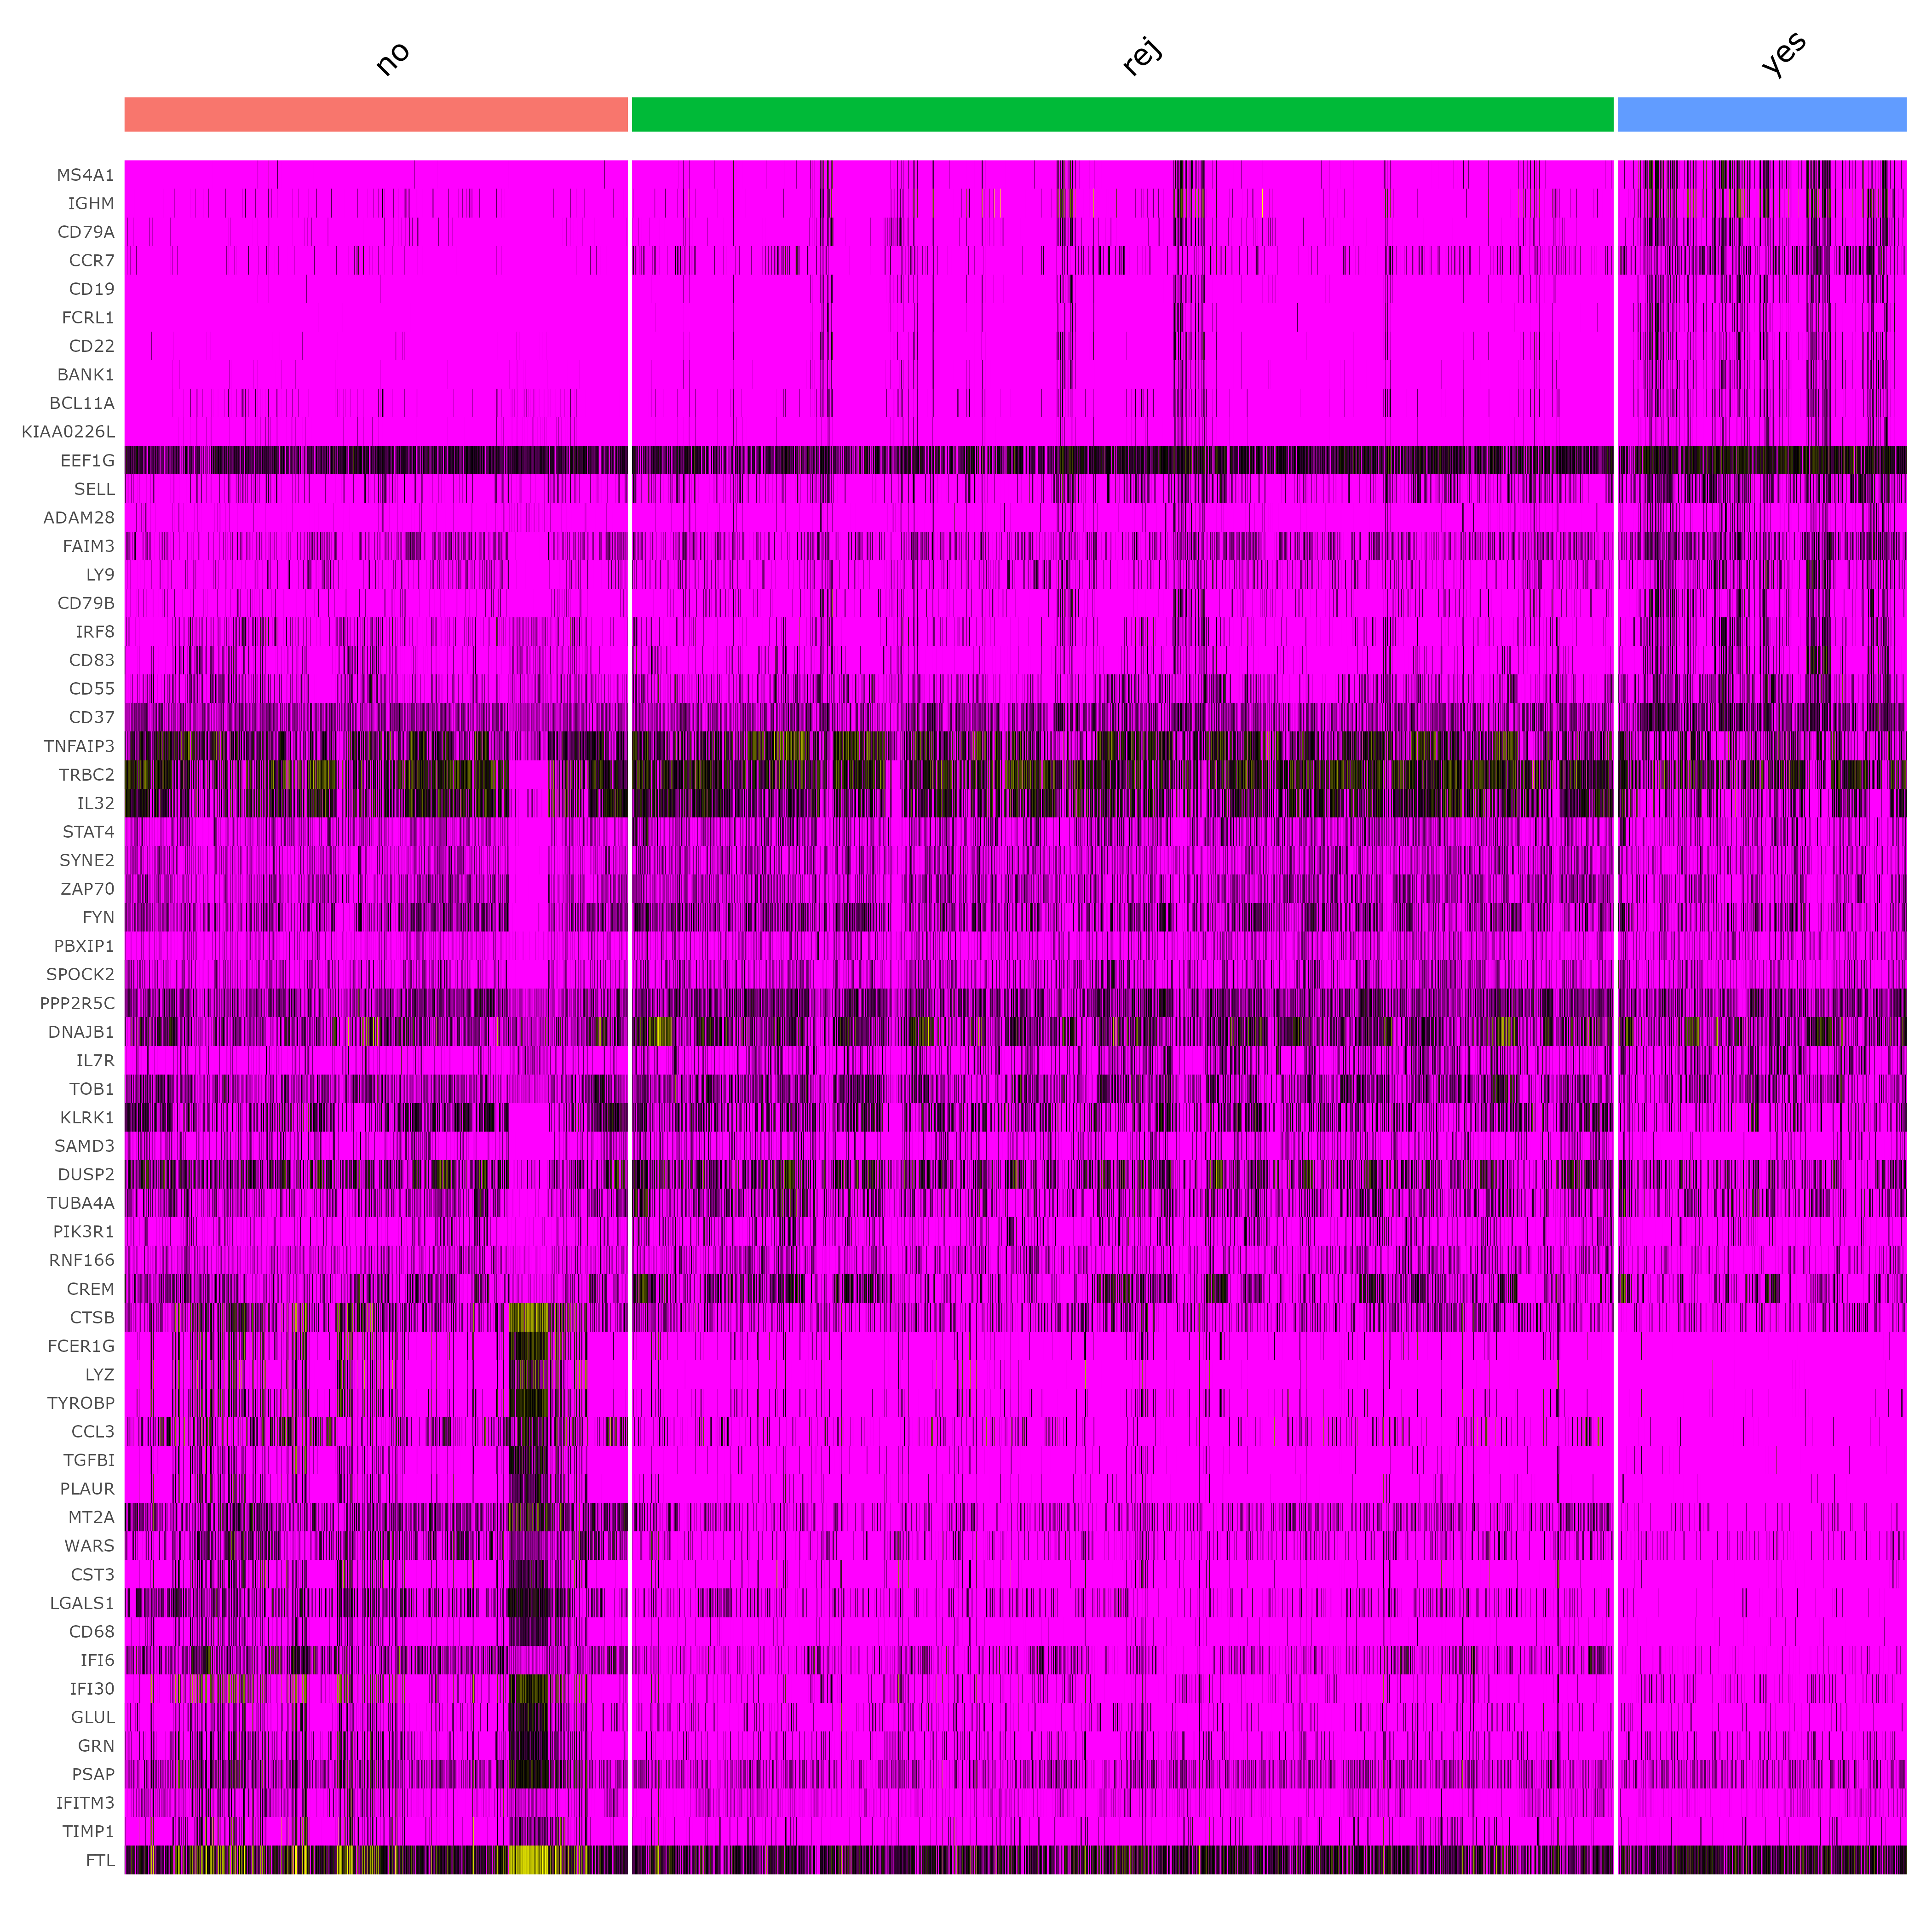 no
rej
yes
MS4A1
IGHM
CD79A
CCR7
CD19
FCRL1
CD22
BANK1
BCL11A
KIAA0226L
EEF1G
SELL
ADAM28
FAIM3
LY9
CD79B
IRF8
CD83
CD55
CD37
TNFAIP3
TRBC2
IL32
STAT4
SYNE2
ZAP70
FYN
PBXIP1
SPOCK2
PPP2R5C
DNAJB1
IL7R
TOB1
KLRK1
SAMD3
DUSP2
TUBA4A
PIK3R1
RNF166
CREM
CTSB
FCER1G
LYZ
TYROBP
CCL3
TGFBI
PLAUR
MT2A
WARS
CST3
LGALS1
CD68
IFI6
IFI30
GLUL
GRN
PSAP
IFITM3
TIMP1
FTL